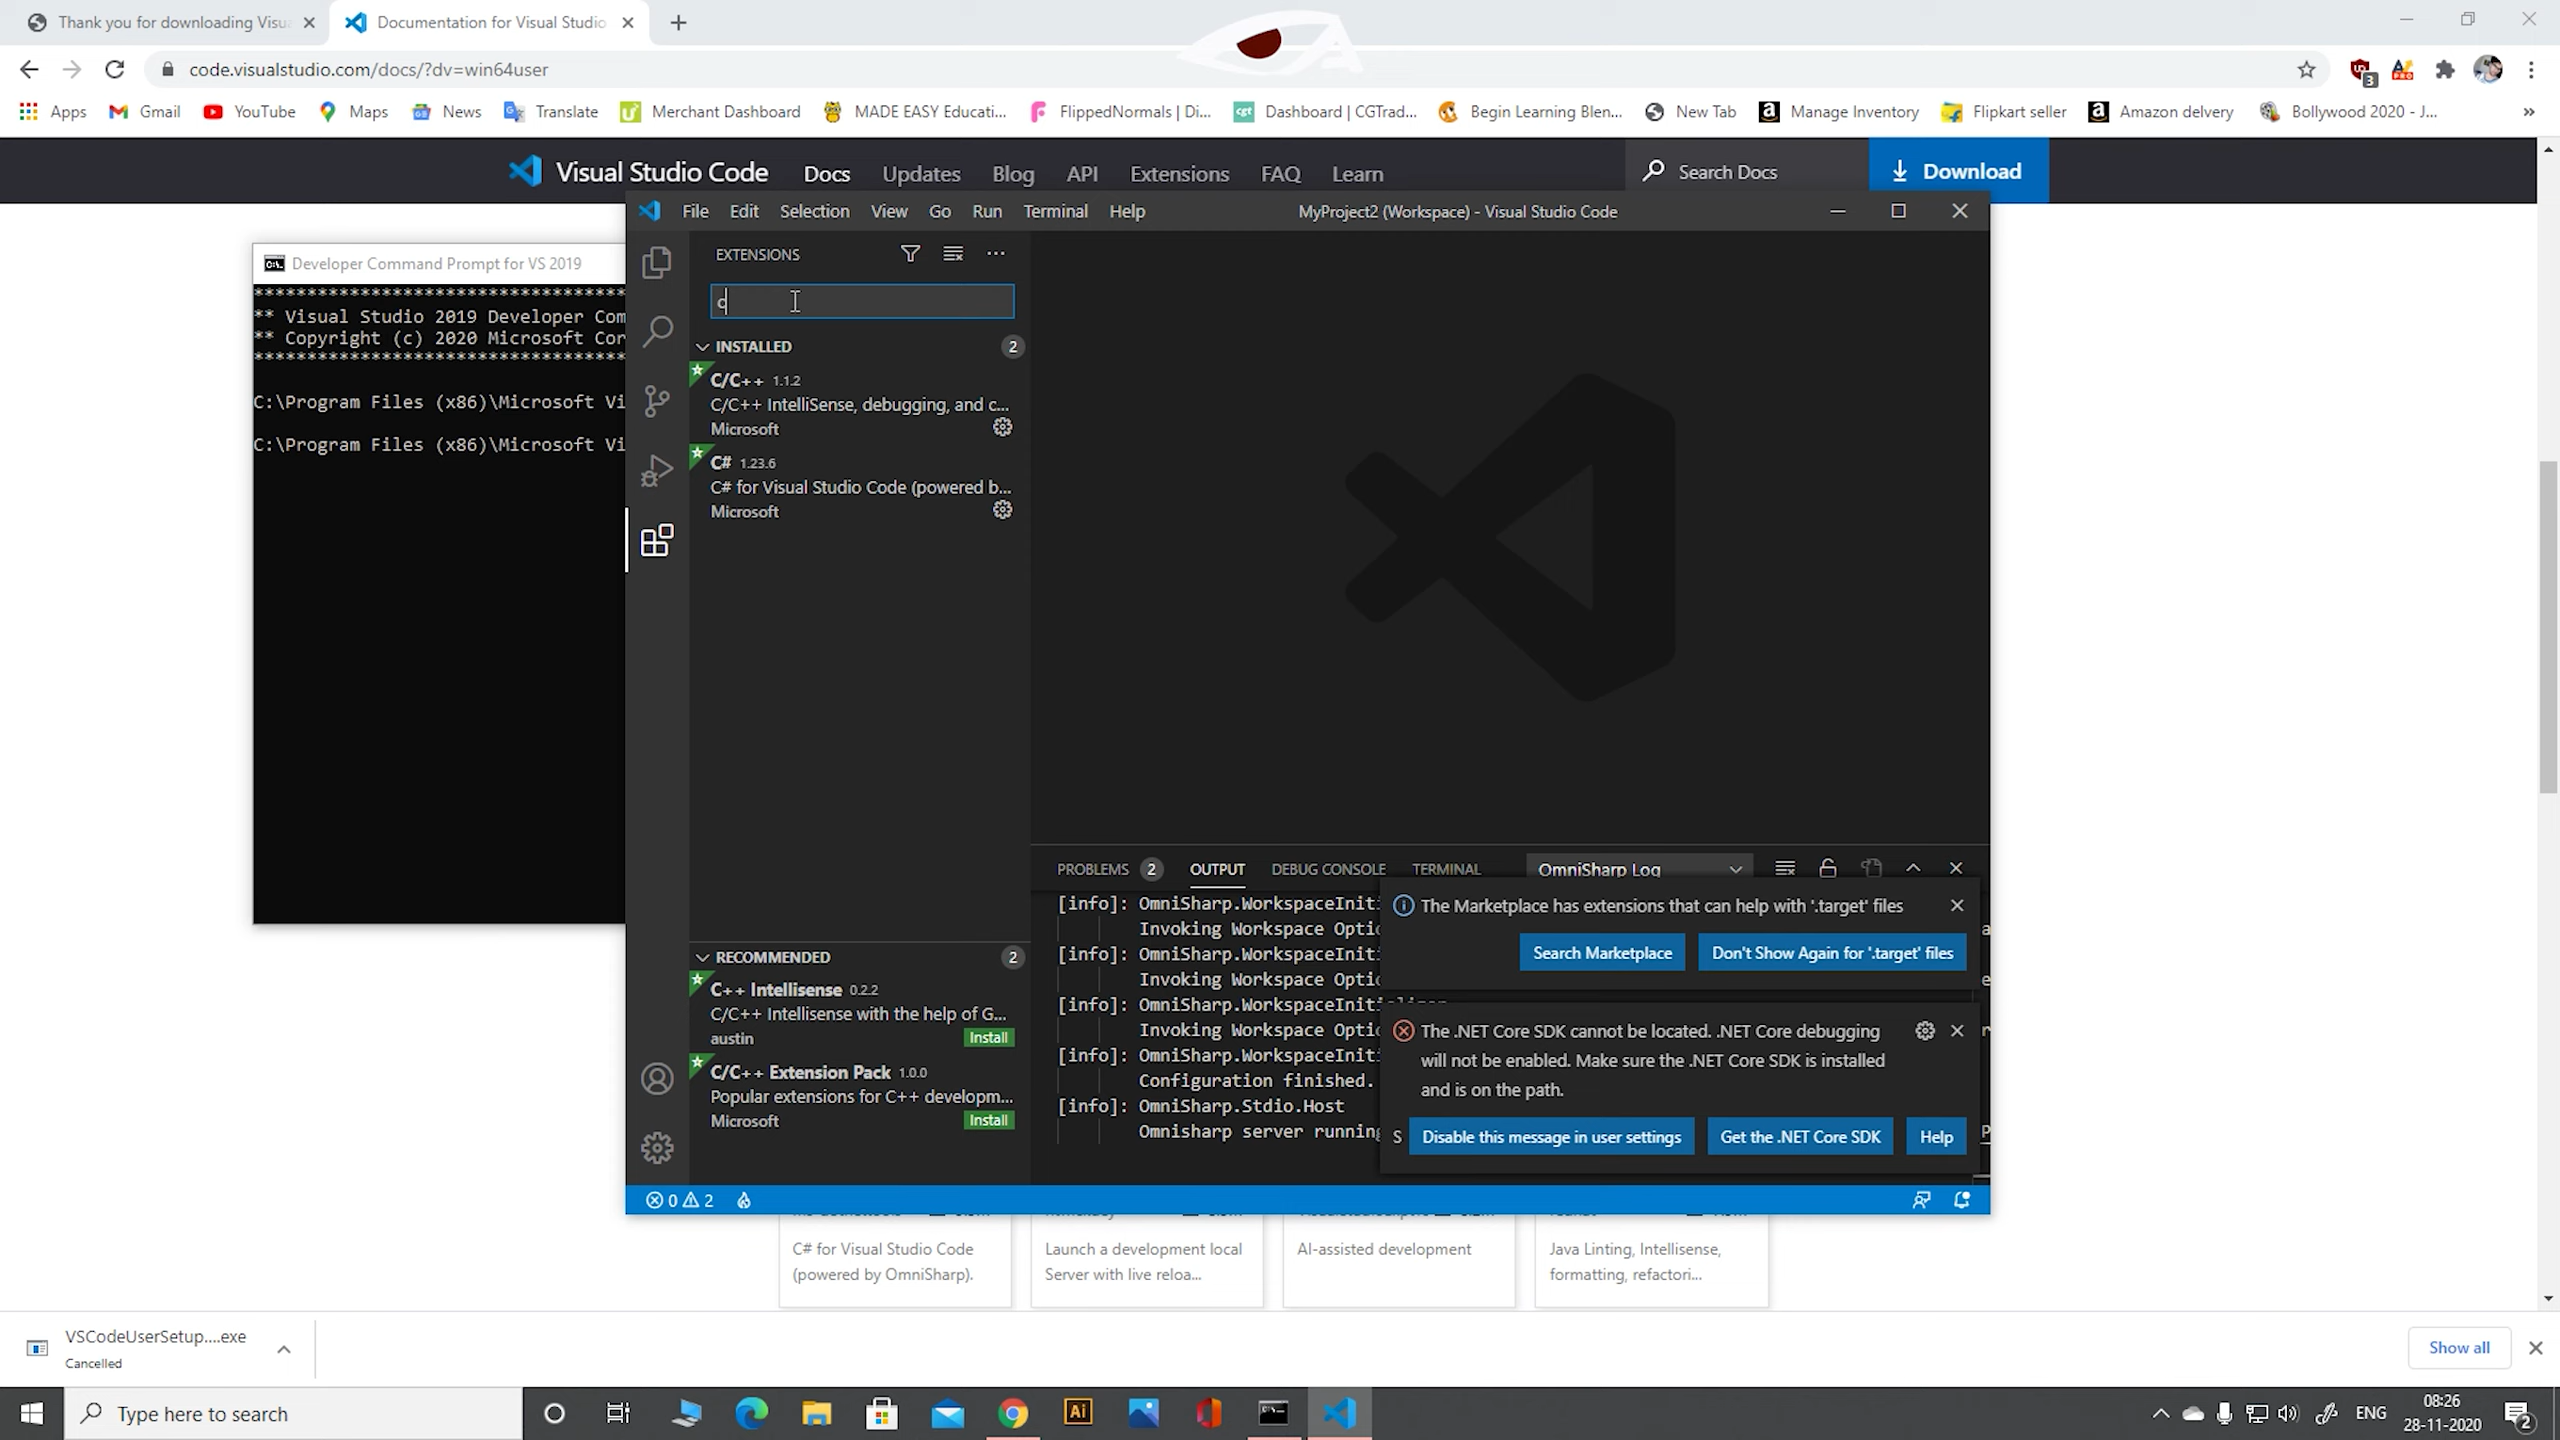 Thank you for downloading Visua
Documentation for Visual Studio
code.visualstudio.com/docs/?dv=win64user
3
Apps
Gmail
YouTube
Maps
News
Translate
Merchant Dashboard
MADE EASY Educati...
FlippedNormals | Di...
Dashboard | CGTrad...
Begin Learning Blen...
New Tab
Manage Inventory
Flipkart seller
Amazon delvery
Bollywood 2020 - J...
»
Visual Studio Code
Docs
Updates
Blog
API
Extensions
FAQ
Learn
Search Docs
Download
Developer Command Prompt for VS 2019
** Visual Studio 2019 Developer Com
** Copyright (c) 2020 Microsoft Cor
C:\Program Files (x86)\Microsoft Vi
C:\Program Files (x86)\Microsoft Vi
File
Edit
Selection
View
Go
Run
Terminal
Help
MyProject2 (Workspace) - Visual Studio Code
EXTENSIONS
c
INSTALLED
2
C/C++ 1.1.2
C/C++ IntelliSense, debugging, and c...
Microsoft
C# 1.23.6
C# for Visual Studio Code (powered b...
Microsoft
RECOMMENDED
2
C++ Intellisense 0.2.2
C/C++ Intellisense with the help of G...
austin
Install
C/C++ Extension Pack 1.0.0
Popular extensions for C++ developm...
Microsoft
Install
PROBLEMS 2
OUTPUT
DEBUG CONSOLE
TERMINAL
OmniSharp Log
[info]: OmniSharp.WorkspaceIniti
Invoking Workspace Optio
[info]: OmniSharp.WorkspaceIniti
Invoking Workspace Optio
[info]: OmniSharp.WorkspaceInitializer
Invoking Workspace Optio
[info]: OmniSharp.WorkspaceIniti
Configuration finished.
[info]: OmniSharp.Stdio.Host
Omnisharp server running
The Marketplace has extensions that can help with '.target' files
Search Marketplace
Don't Show Again for '.target' files
The .NET Core SDK cannot be located. .NET Core debugging
will not be enabled. Make sure the .NET Core SDK is installed
and is on the path.
S
Disable this message in user settings
Get the .NET Core SDK
Help
0
2
C# for Visual Studio Code
(powered by OmniSharp).
Launch a development local
Server with live reloa...
AI-assisted development
Java Linting, Intellisense,
formatting, refactori...
VSCodeUserSetup....exe
Cancelled
Show all
Type here to search
Ai
ENG
08:26
28-11-2020
2